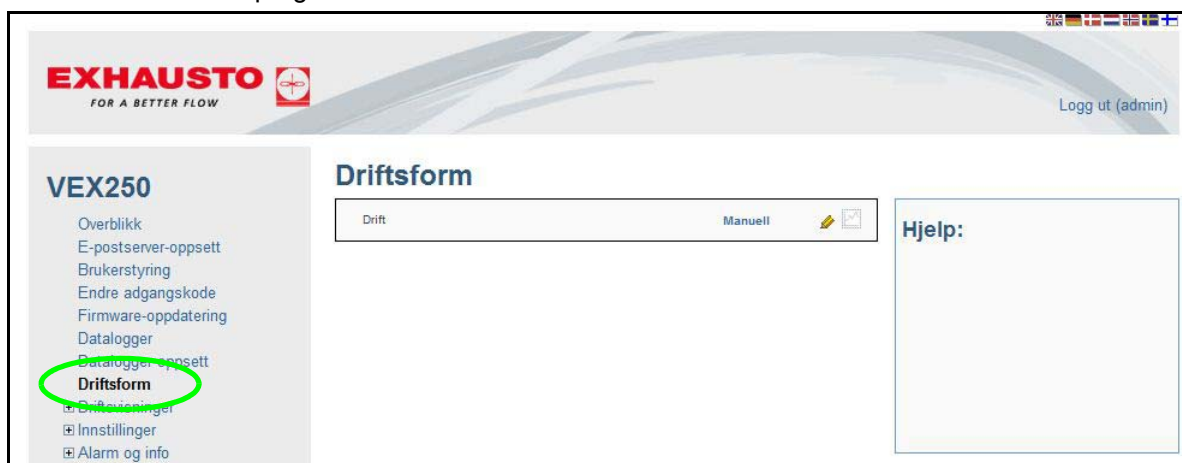 EXHAUSTO
FOR A BETTER FLOW
Logg ut (admin)
VEX250
Overblikk
E-postserver-oppsett
Brukerstyring
Endre adgangskode
Firmware-oppdatering
Datalogger
Datalogger-oppsett
Driftsform
Driftsvisninger
Innstillinger
Alarm og info
Driftsform
Drift Manuell
Hjelp: